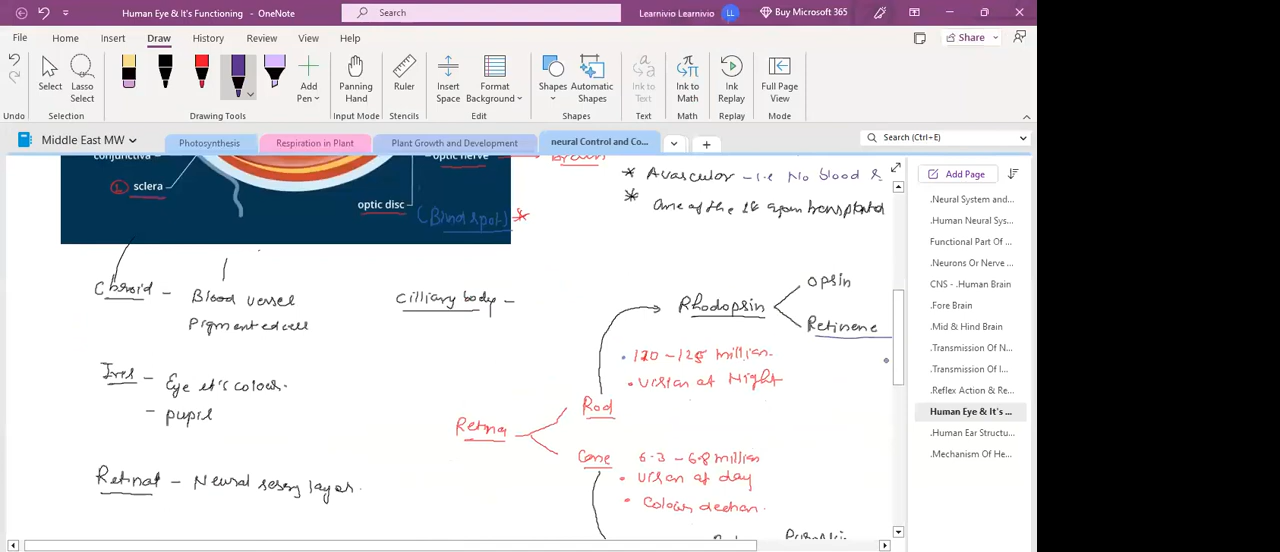 Human Eye & It's Functioning - OneNote
Search
Learnivio Learnivio
LL
Buy Microsoft 365
File
Home
Insert
Draw
History
Review
View
Help
Share
Undo
Select
Lasso Select
Add Pen
Panning Hand
Ruler
Insert Space
Format Background
Shapes
Automatic Shapes
Ink to Text
Ink to Math
Ink Replay
Full Page View
Undo
Drawing Tools
Input Mode
Stencils
Edit
Shapes
Text
Math
Replay
Mode
Middle East MW
Photosynthesis
Respiration in Plant
Plant Growth and Development
neural Control and Co...
Search (Ctrl+E)
Add Page
.Neural System and...
.Human Neural Sys...
Functional Part Of ...
.Neurons Or Nerve ...
CNS - .Human Brain
.Fore Brain
.Mid & Hind Brain
.Transmission Of N...
.Transmission Of I...
.Reflex Action & Re...
Human Eye & It's ...
.Human Ear Structu...
.Mechanism Of He...
conjunctiva
sclera
optic nerve
Brain
optic disc
(Blind spot) *
* Avascular - i.e No blood
* One of the 1st organ transplanted
Choroid - Blood vessel
Pigmented cell
Cilliary body -
Iris - Eye it's colour.
- pupil
Retinal - Neural layer.
Retina
Rod
Rhodopsin
Opsin
Retinene
• 120 - 125 million.
• Vision at Night
Cone
6.3 - 6.8 million
• Vision at day
• Colour